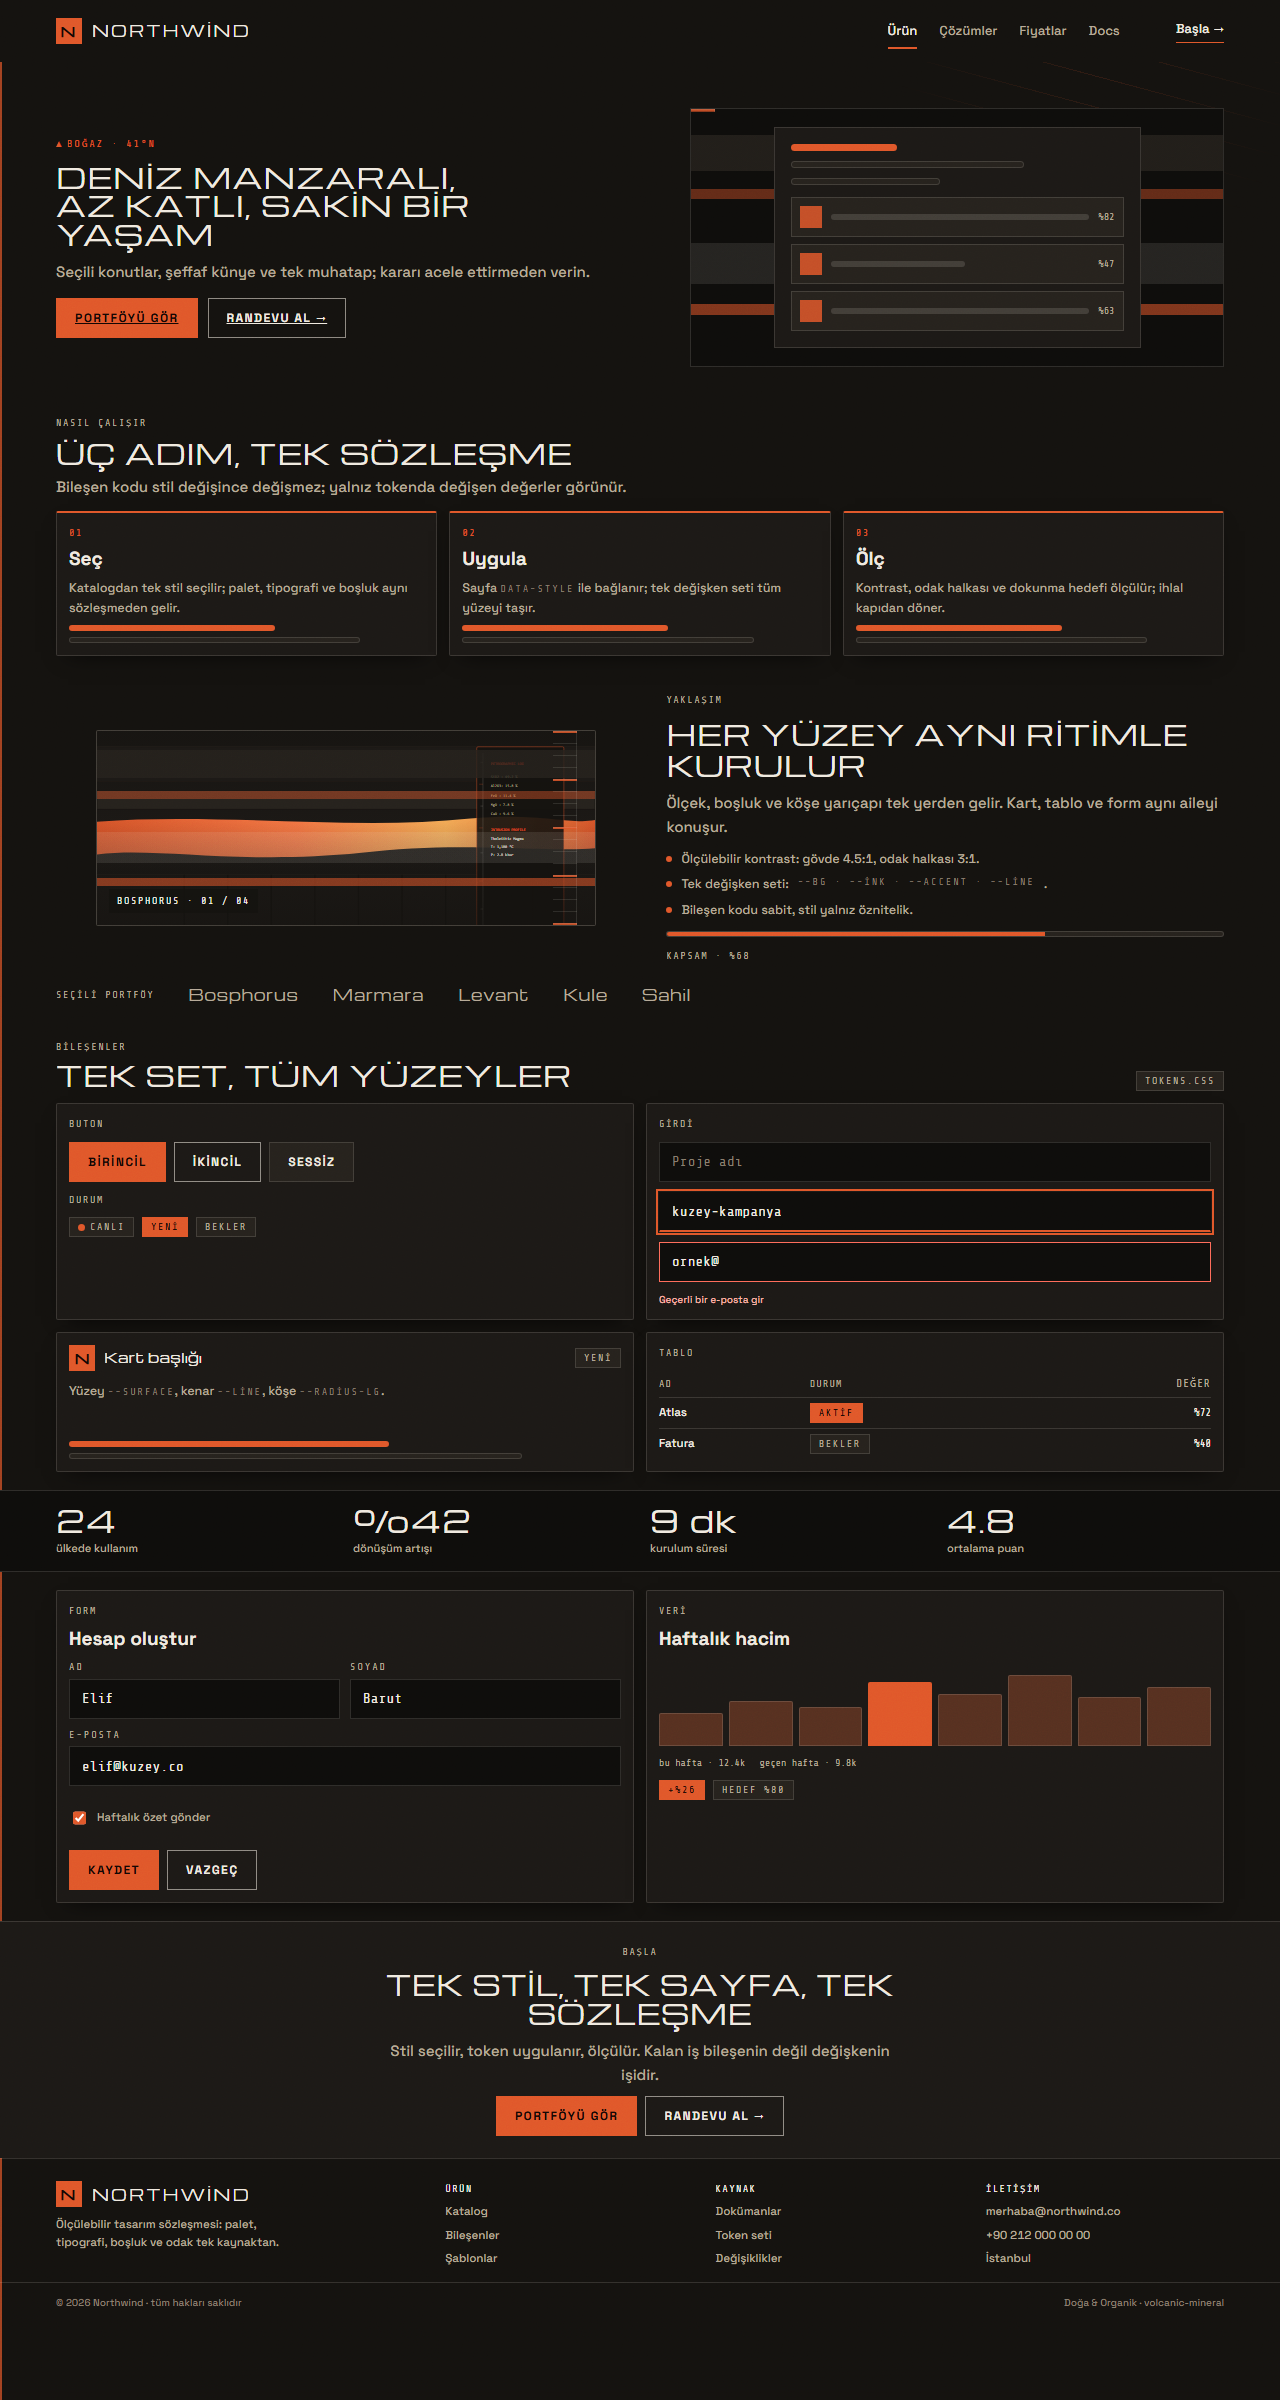 N NORTHWİND
Ürün Çözümler Fiyatlar Docs Başla →
▲ BOĞAZ · 41°N
DENİZ MANZARALI,
AZ KATLI, SAKİN BİR
YAŞAM
Seçili konutlar, şeffaf künye ve tek muhatap; kararı acele ettirmeden verin.
PORTFÖYÜ GÖR RANDEVU AL →
%82
%47
%63
NASIL ÇALIŞIR
ÜÇ ADIM, TEK SÖZLEŞME
Bileşen kodu stil değişince değişmez; yalnız tokenda değişen değerler görünür.
01
Seç
Katalogdan tek stil seçilir; palet, tipografi ve boşluk aynı
sözleşmeden gelir.
02
Uygula
Sayfa DATA-STYLE ile bağlanır; tek değişken seti tüm
yüzeyi taşır.
03
Ölç
Kontrast, odak halkası ve dokunma hedefi ölçülür; ihlal
kapıdan döner.
BOSPHORUS · 01 / 04
YAKLAŞIM
HER YÜZEY AYNI RİTİMLE
KURULUR
Ölçek, boşluk ve köşe yarıçapı tek yerden gelir. Kart, tablo ve form aynı aileyi
konuşur.
Ölçülebilir kontrast: gövde 4.5:1, odak halkası 3:1.
Tek değişken seti: --BG · --İNK · --ACCENT · --LİNE .
Bileşen kodu sabit, stil yalnız öznitelik.
KAPSAM · %68
SEÇİLİ PORTFÖY Bosphorus Marmara Levant Kule Sahil
BİLEŞENLER
TEK SET, TÜM YÜZEYLER
TOKENS.CSS
BUTON
BİRİNCİL İKİNCİL SESSİZ
DURUM
CANLI YENİ BEKLER
GİRDİ
Proje adı
kuzey-kampanya
ornek@
Geçerli bir e-posta gir
N Kart başlığı YENİ
Yüzey --SURFACE, kenar --LİNE, köşe --RADİUS-LG.
TABLO
AD DURUM DEĞER
Atlas AKTİF %72
Fatura BEKLER %40
24 %42 9 dk 4.8
ülkede kullanım dönüşüm artışı kurulum süresi ortalama puan
FORM
Hesap oluştur
AD SOYAD
Elif Barut
E-POSTA
elif@kuzey.co
Haftalık özet gönder
KAYDET VAZGEÇ
VERİ
Haftalık hacim
bu hafta · 12.4k geçen hafta · 9.8k
+%26 HEDEF %80
BAŞLA
TEK STİL, TEK SAYFA, TEK
SÖZLEŞME
Stil seçilir, token uygulanır, ölçülür. Kalan iş bileşenin değil değişkenin
işidir.
PORTFÖYÜ GÖR RANDEVU AL →
N NORTHWİND
Ölçülebilir tasarım sözleşmesi: palet,
tipografi, boşluk ve odak tek kaynaktan.
ÜRÜN
Katalog
Bileşenler
Şablonlar
KAYNAK
Dokümanlar
Token seti
Değişiklikler
İLETİŞİM
merhaba@northwind.co
+90 212 000 00 00
İstanbul
© 2026 Northwind · tüm hakları saklıdır
Doğa & Organik · volcanic-mineral